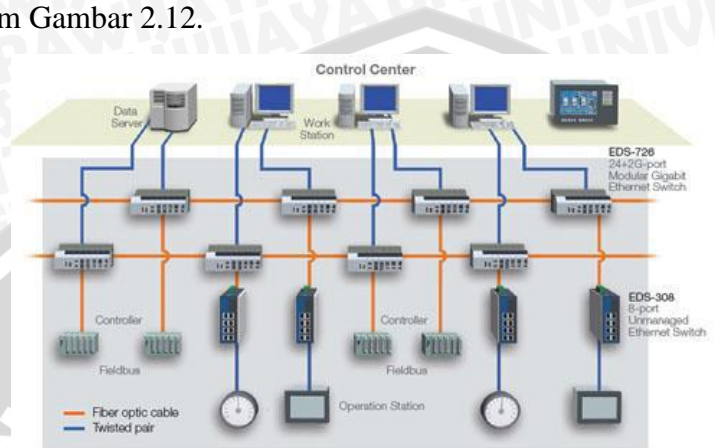 m Gambar 2.12.
Control Center
Data
Server
Work
Station
EDS-726
24+2G-port
Modular Gigabit
Ethernet Switch
EDS-308
8-port
Unmanaged
Ethernet Switch
Controller
Controller
Fieldbus
Fieldbus
Operation Station
Fiber optic cable
Twisted pair